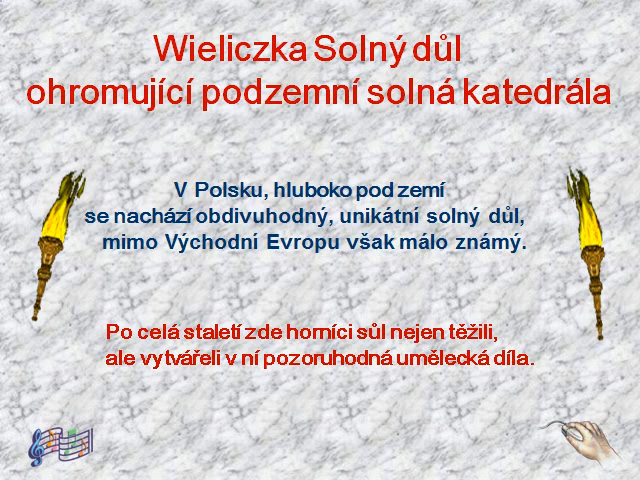 Wieliczka Solný důl
ohromující podzemní solná katedrála
V Polsku, hluboko pod zemí
se nachází obdivuhodný, unikátní solný důl,
mimo Východní Evropu však málo známý.
Po celá staletí zde horníci sůl nejen těžili,
ale vytvářeli v ní pozoruhodná umělecká díla.